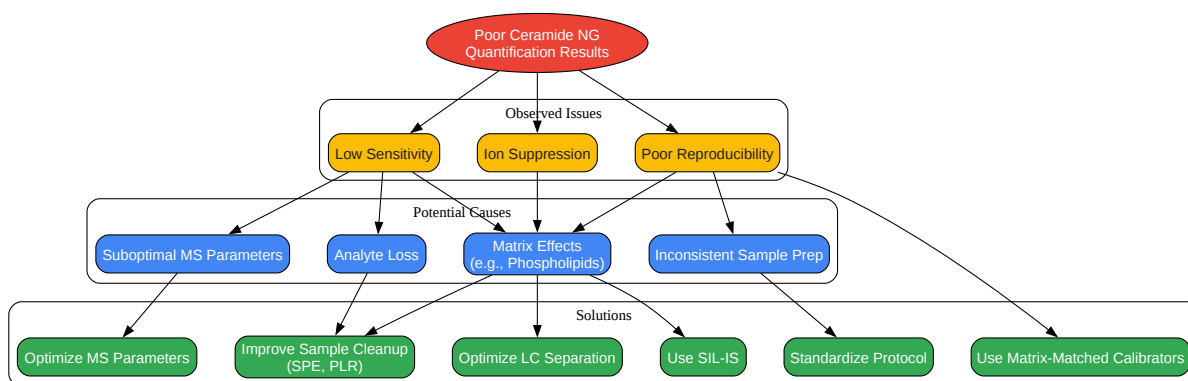 Poor Ceramide NG
Quantification Results
Observed Issues
Low Sensitivity
Ion Suppression
Poor Reproducibility
Potential Causes
Suboptimal MS Parameters
Analyte Loss
Matrix Effects
(e.g., Phospholipids)
Inconsistent Sample Prep
Solutions
Optimize MS Parameters
Improve Sample Cleanup
(SPE, PLR)
Optimize LC Separation
Use SIL-IS
Standardize Protocol
Use Matrix-Matched Calibrators